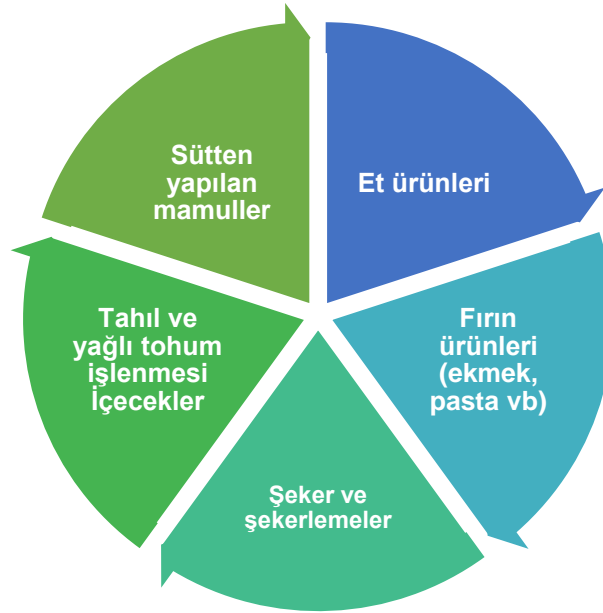 Et ürünleri
Fırın
ürünleri
(ekmek,
pasta vb)
Şeker ve
şekerlemeler
Tahıl ve
yağlı tohum
işlenmesi
İçecekler
Sütten
yapılan
mamuller